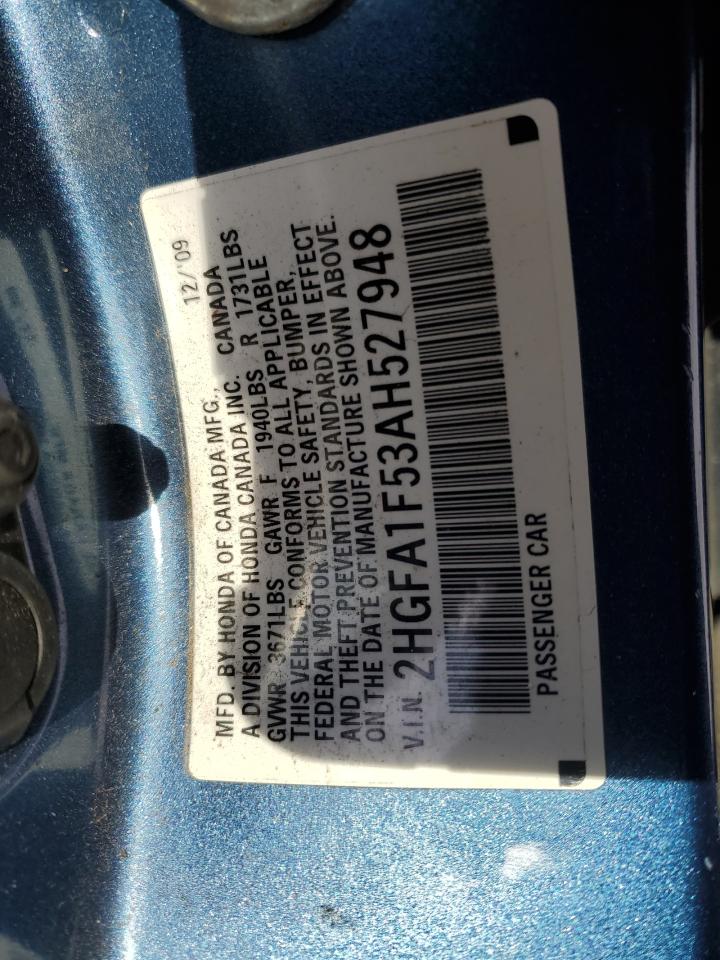 MFD. BY HONDA OF CANADA MFG., 12/'09
A DIVISION OF HONDA CANADA INC. CANADA
GVWR 3671LBS GAWR F 1940LBS R 1731LBS
THIS VEHICLE CONFORMS TO ALL APPLICABLE
FEDERAL MOTOR VEHICLE SAFETY, BUMPER,
AND THEFT PREVENTION STANDARDS IN EFFECT
ON THE DATE OF MANUFACTURE SHOWN ABOVE.
V.I.N. 2HGFA1F53AH527948
PASSENGER CAR